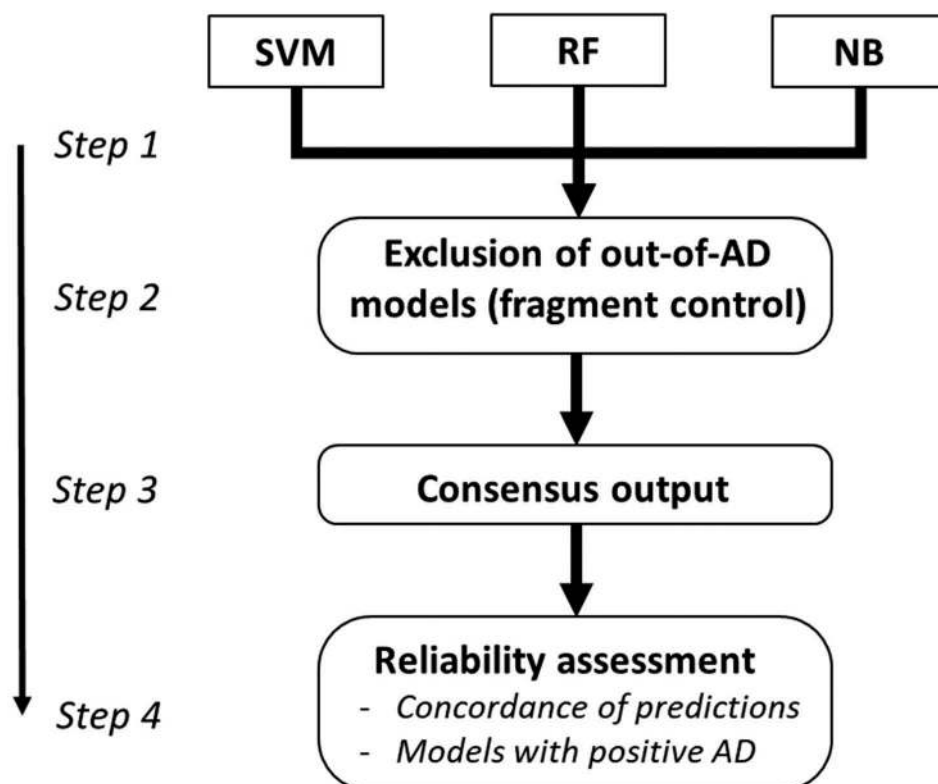 SVM RF NB
Step 1
Exclusion of out-of-AD
models (fragment control)
Step 2
Step 3
Consensus output
Reliability assessment
- Concordance of predictions
- Models with positive AD
Step 4